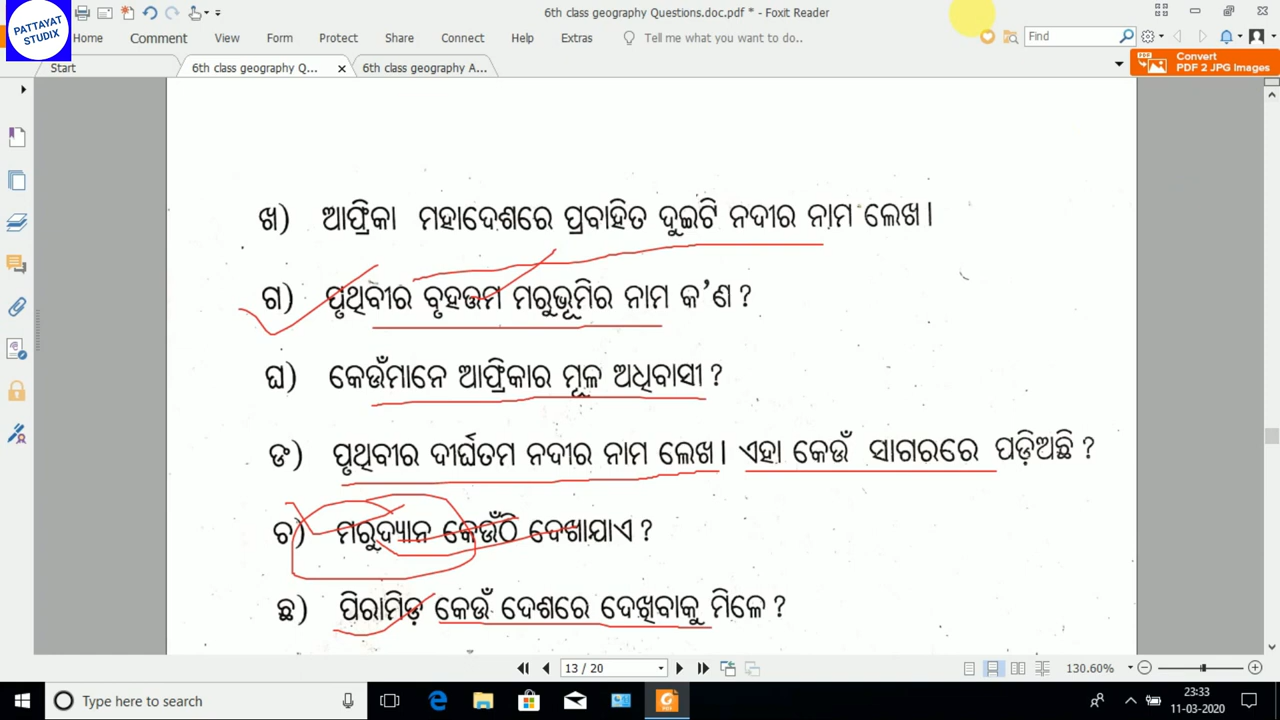 PATTAYAT
STUDIX
6th class geography Questions.doc.pdf * - Foxit Reader
Home Comment View Form Protect Share Connect Help Extras Tell me what you want to do.. Find
Start 6th class geography Q... 6th class geography A...
Convert
PDF 2 JPG Images
ଖ) ଆଫ୍ରିକା ମହାଦେଶରେ ପ୍ରବାହିତ ଦୁଇଟି ନଦୀର ନାମ ଲେଖ।
ଗ) ପୃଥିବୀର ବୃହତ୍ତମ ମରୁଭୂମିର ନାମ କ'ଣ ?
ଘ) କେଉଁମାନେ ଆଫ୍ରିକାର ମୂଳ ଅଧିବାସୀ ?
ଙ) ପୃଥିବୀର ଦୀର୍ଘତମ ନଦୀର ନାମ ଲେଖ। ଏହା କେଉଁ ସାଗରରେ ପଡ଼ିଅଛି ?
ଚ) ମରୁଦ୍ୟାନ କେଉଁଠି ଦେଖାଯାଏ ?
ଛ) ପିରାମିଡ଼ କେଉଁ ଦେଶରେ ଦେଖିବାକୁ ମିଳେ ?
13 / 20 130.60%
Type here to search 23:33
11-03-2020